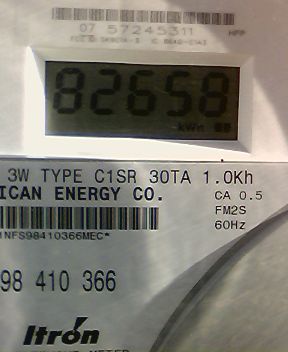 07 57245311
82658
kWh
3W TYPE C1SR 30TA 1.0Kh
ICAN ENERGY CO.
CA 0.5
FM2S
60Hz
1NFS98410366MEC*
98 410 366
Itron